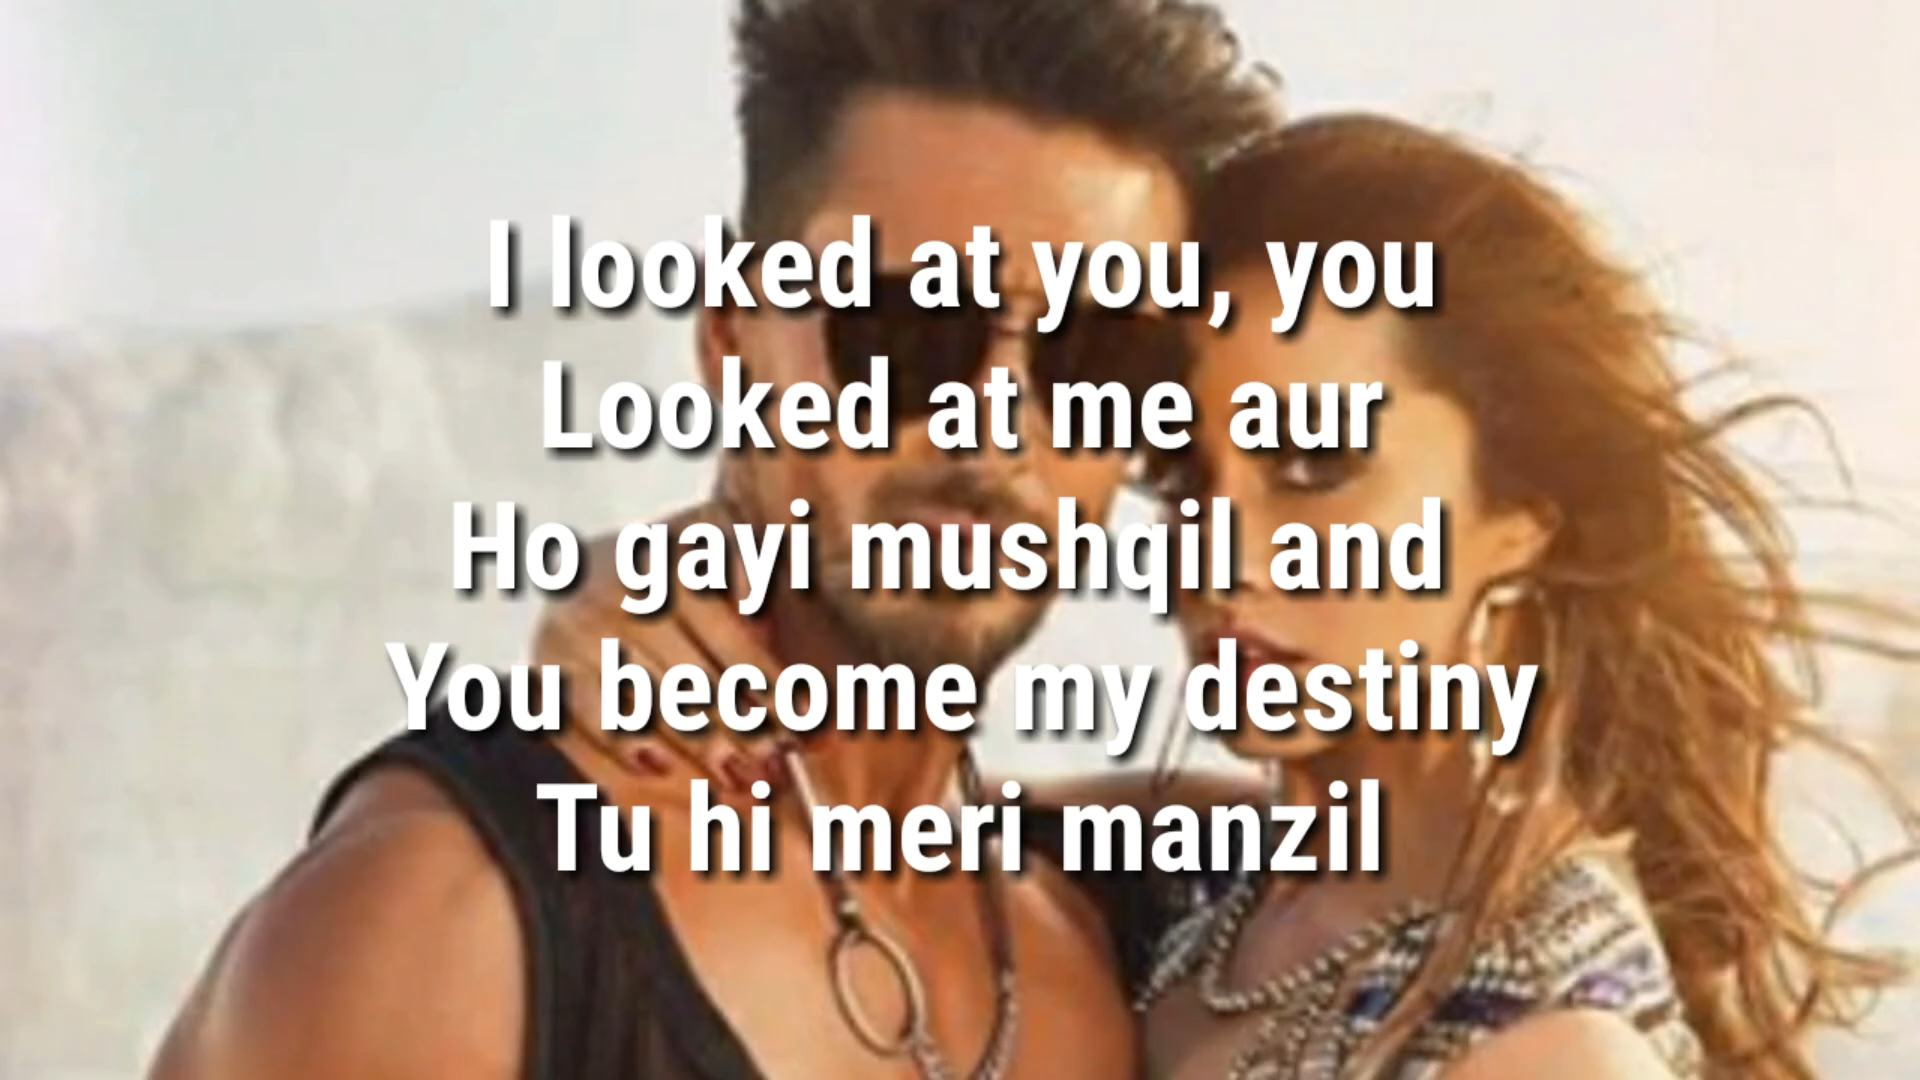 I looked at you, you
Looked at me aur
Ho gayi mushqil and
You become my destiny
Tu hi meri manzil